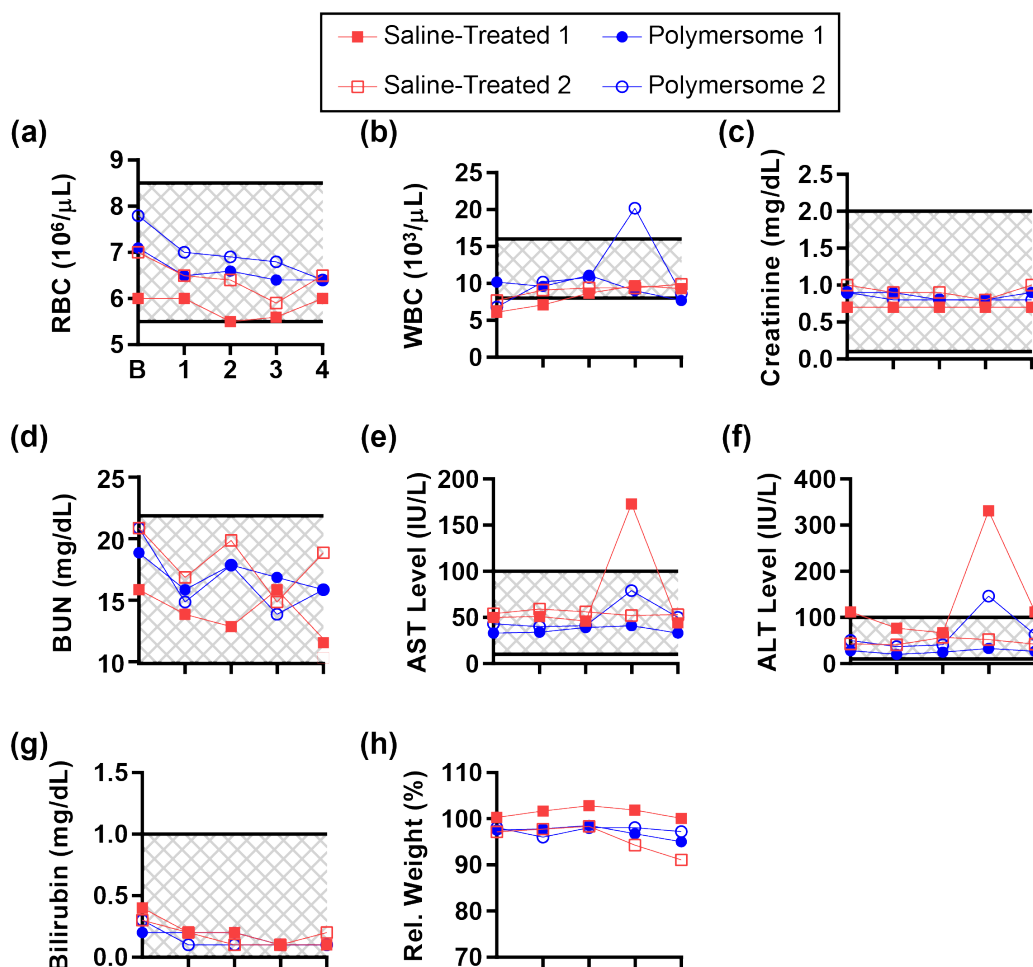 Saline-Treated 1 Polymersome 1
Saline-Treated 2 Polymersome 2
(a)
RBC (10⁶/μL)
9
8
7
6
5
B 1 2 3 4
(b)
WBC (10³/μL)
25
20
15
10
5
0
(c)
Creatinine (mg/dL)
2.5
2.0
1.5
1.0
0.5
0.0
(d)
BUN (mg/dL)
25
20
15
10
(e)
AST Level (IU/L)
200
150
100
50
0
(f)
ALT Level (IU/L)
400
300
200
100
0
(g)
Bilirubin (mg/dL)
1.5
1.0
0.5
0.0
(h)
Rel. Weight (%)
110
100
90
80
70